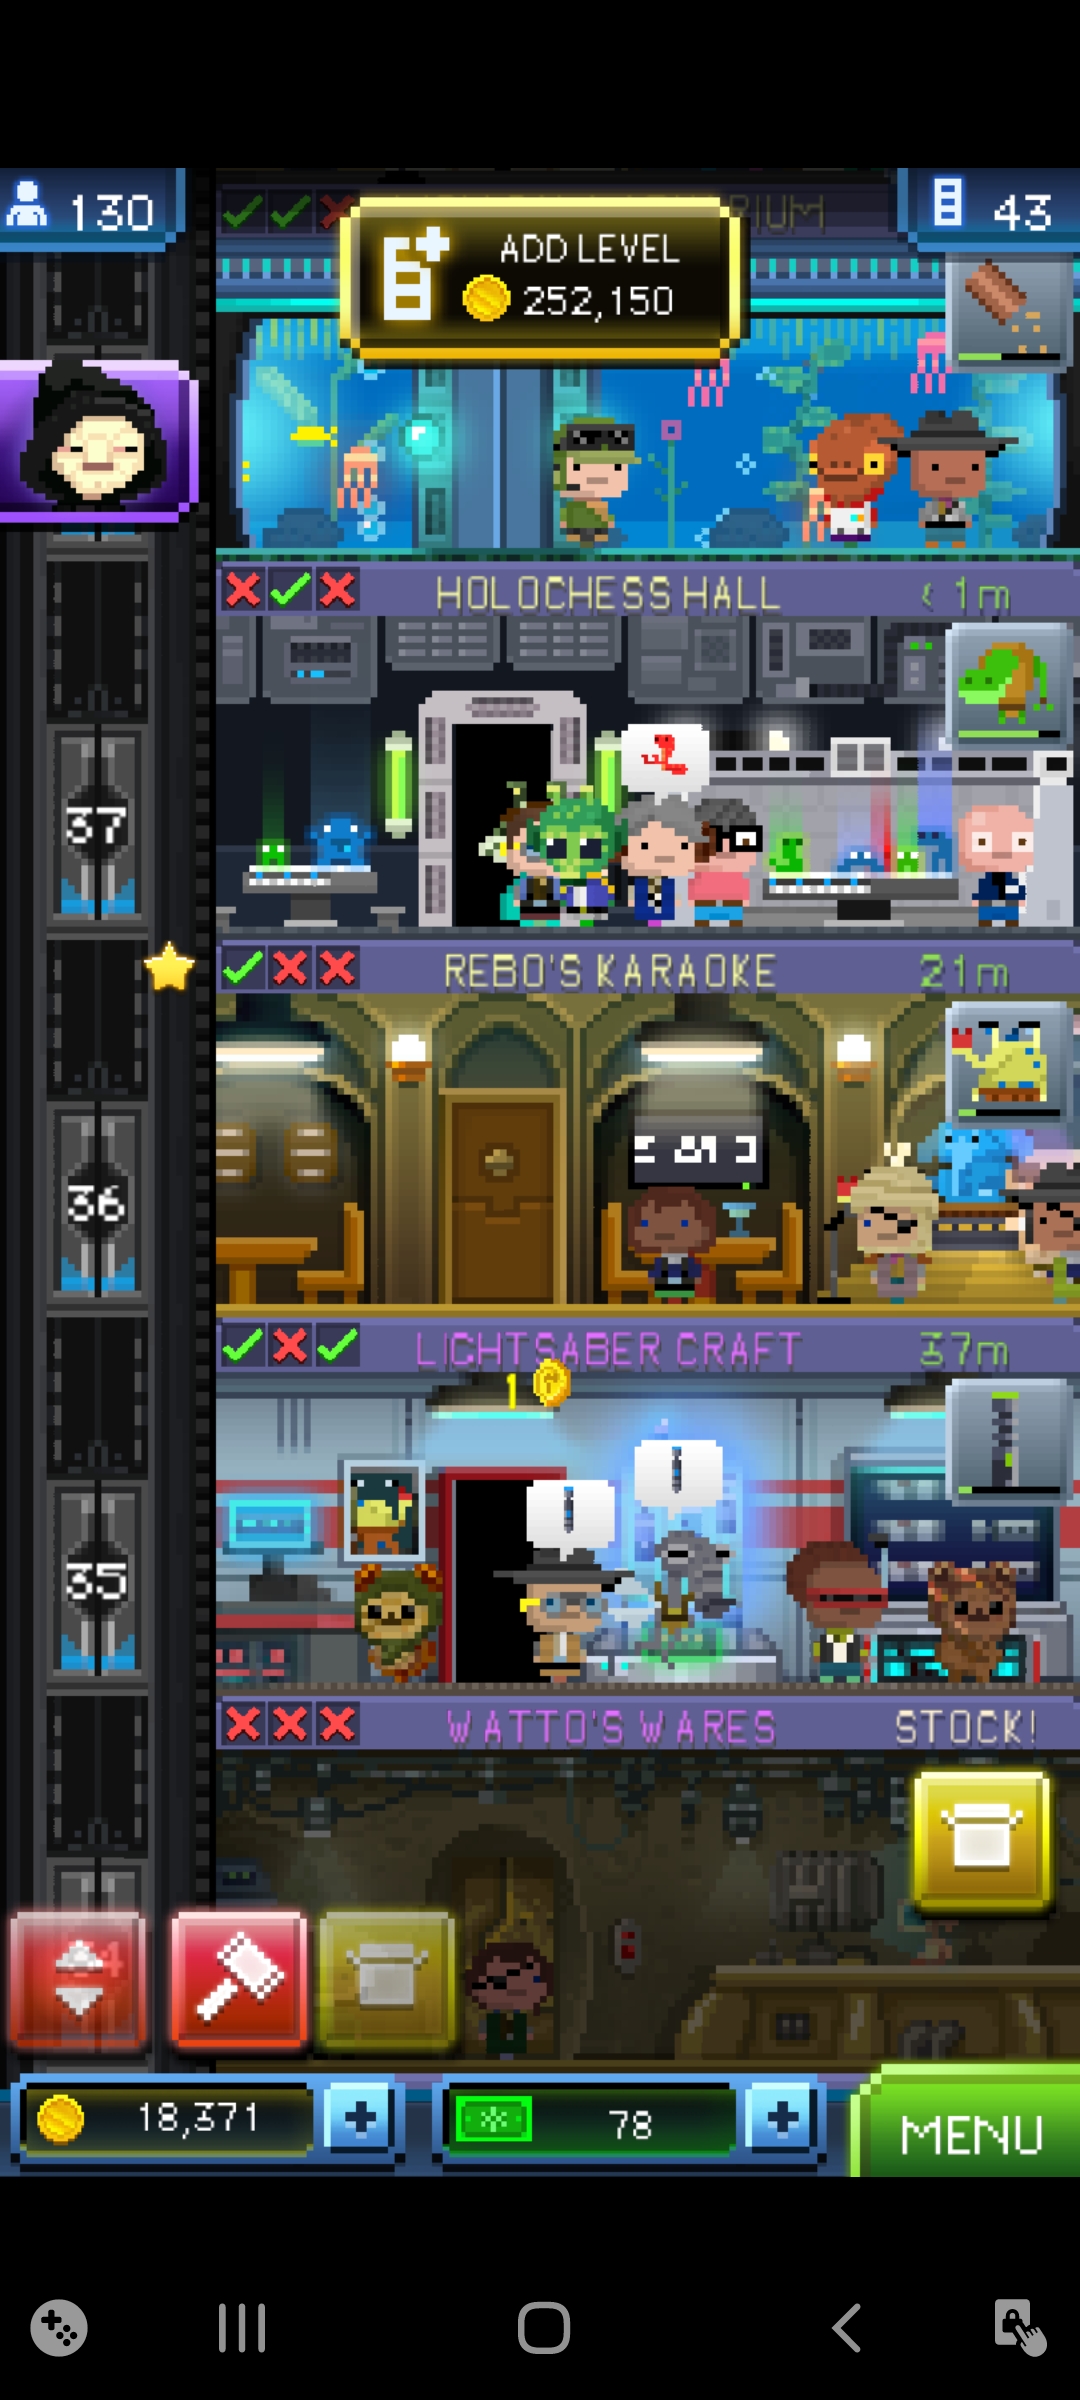 130
43
RIUM
ADD LEVEL
252,150
HOLOCHESS HALL
< 1m
37
REBO'S KARAOKE
21m
36
LIGHTSABER CRAFT
37m
1
35
WATTO'S WARES
STOCK!
18,371
78
MENU